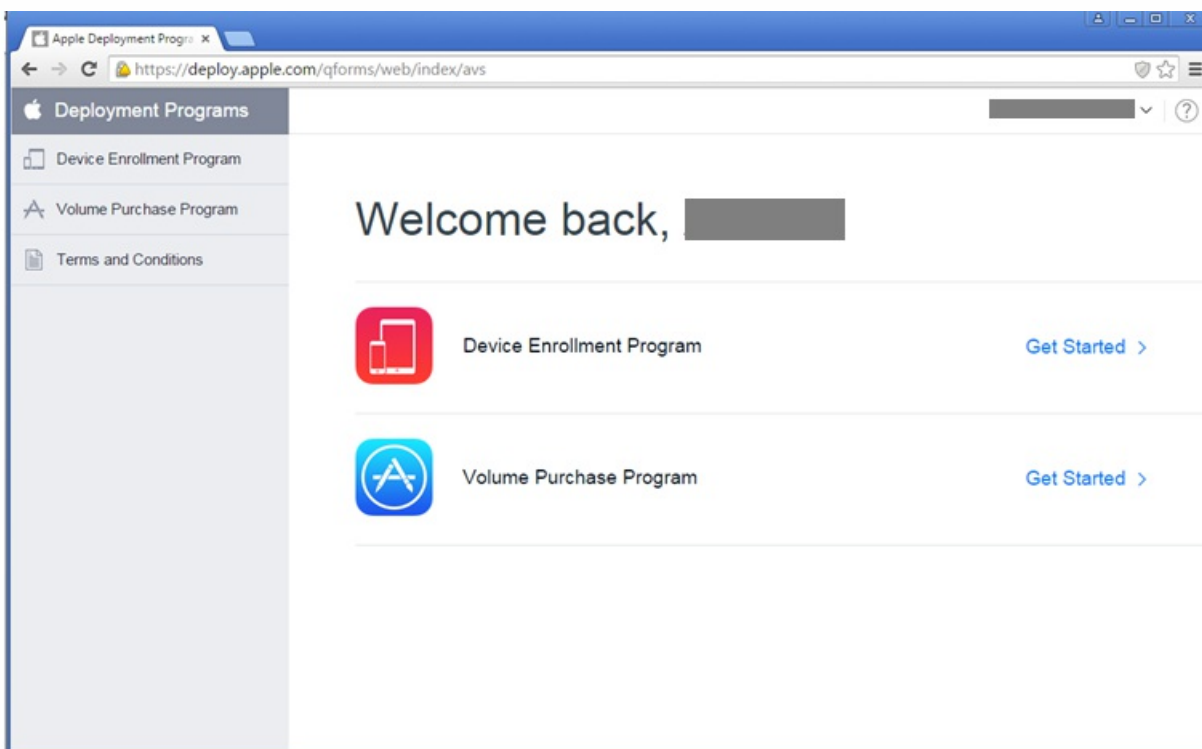 Apple Deployment Progra
https://deploy.apple.com/qforms/web/index/avs
Deployment Programs
Device Enrollment Program
Volume Purchase Program
Terms and Conditions
Welcome back,
Device Enrollment Program
Get Started >
Volume Purchase Program
Get Started >